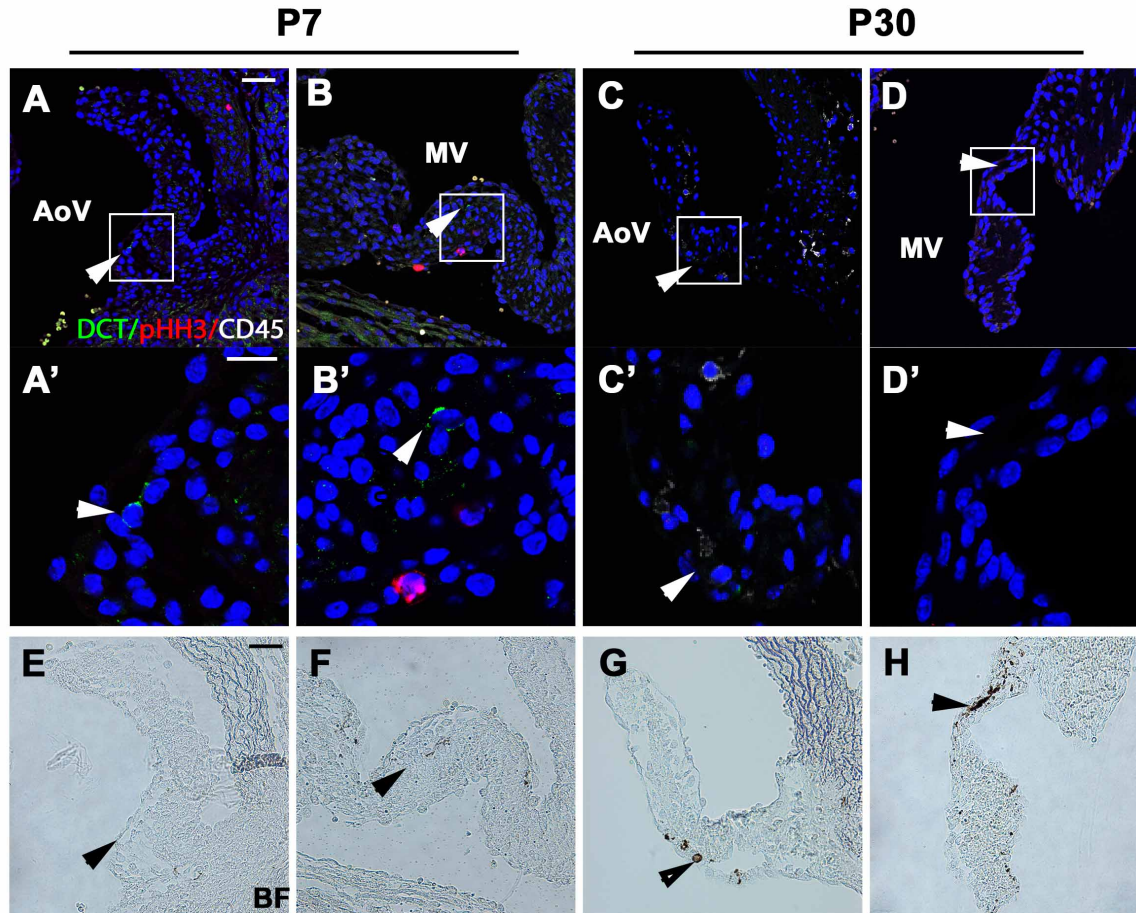 P7
P30
A
B
C
D
MV
AoV
AoV
MV
DCT/pHH3/CD45
A’
B’
C’
D’
E
F
G
H
BF